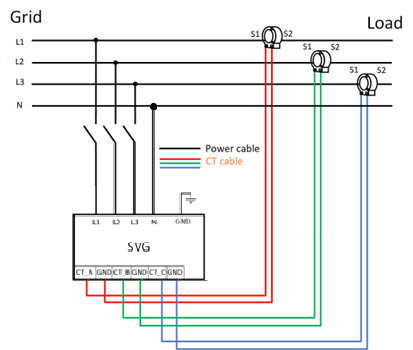 Grid
Load
L1
S1 S2
L2
S1 S2
L3
S1 S2
N
Power cable
CT cable
L1 L2 L3 N GND
SVG
CT_A GND CT_B GND CT_C GND